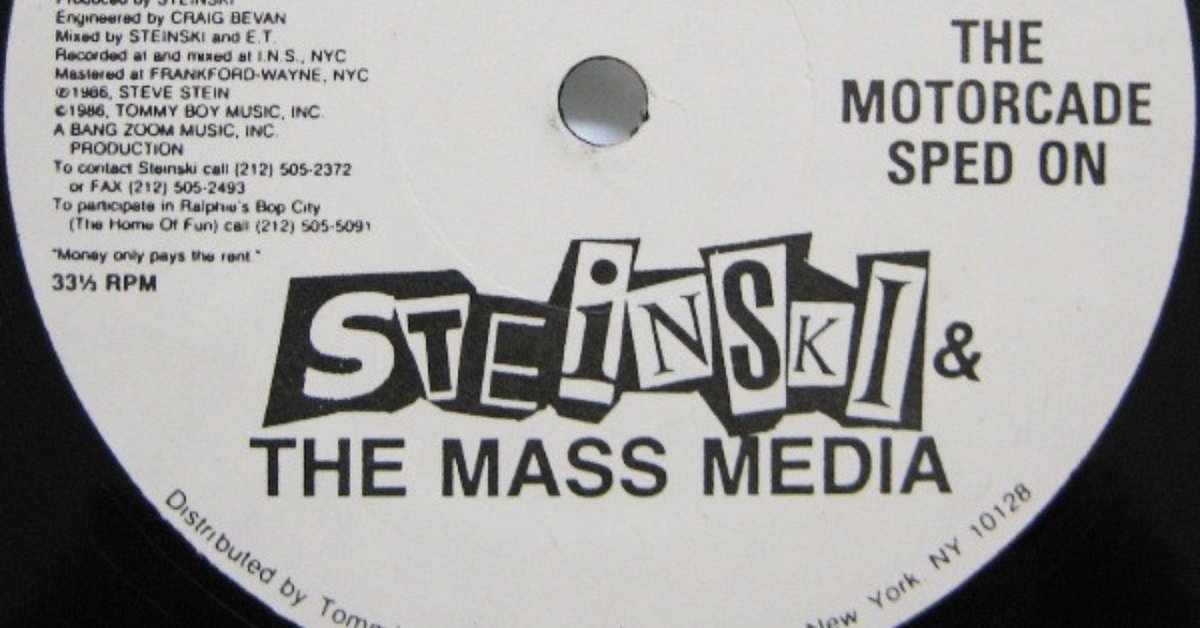 Produced by STEINSKI
Engineered by CRAIG BEVAN
Mixed by STEINSKI and E.T.
Recorded at and mixed at I.N.S., NYC
Mastered at FRANKFORD-WAYNE, NYC
℗1986, STEVE STEIN
©1986, TOMMY BOY MUSIC, INC.
A BANG ZOOM MUSIC, INC.
PRODUCTION
To contact Steinski call (212) 505-2372
or FAX (212) 505-2493
To participate in Ralphie's Bop City
(The Home Of Fun) call (212) 505-5091
"Money only pays the rent."
33⅓ RPM
THE
MOTORCADE
SPED ON
STEiNSKI &
THE MASS MEDIA
Distributed by Tomm
New York, NY 10128